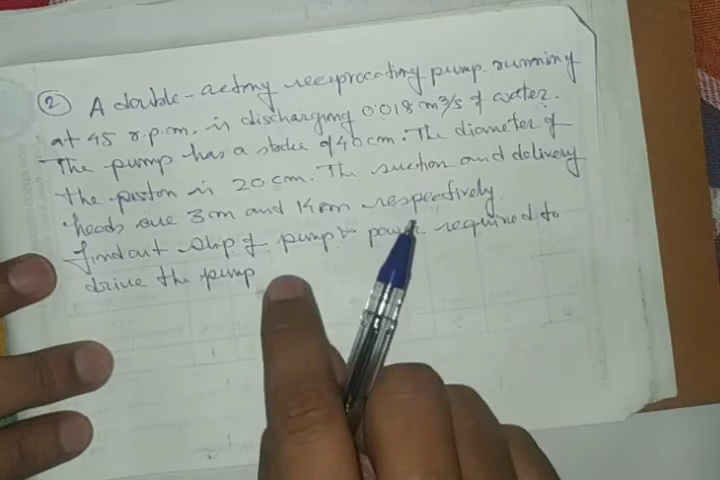 ② A double-acting reciprocating pump running
at 45 r.p.m. is discharging 0.018 m³/s of water.
The pump has a stroke of 40 cm. The diameter of
the piston is 20 cm. The suction and delivery
heads are 3m and 14m respectively.
find out slip of pump & power required to
drive the pump